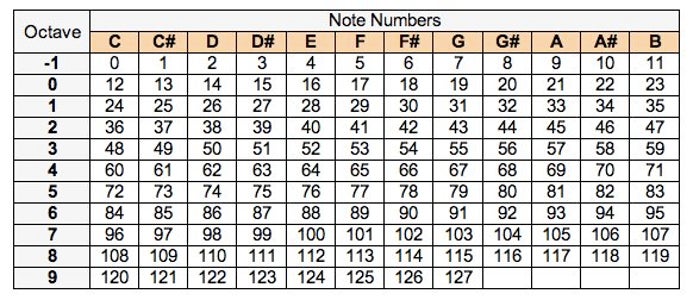 Octave Note Numbers
C C# D D# E F F# G G# A A# B
-1 0 1 2 3 4 5 6 7 8 9 10 11
0 12 13 14 15 16 17 18 19 20 21 22 23
1 24 25 26 27 28 29 30 31 32 33 34 35
2 36 37 38 39 40 41 42 43 44 45 46 47
3 48 49 50 51 52 53 54 55 56 57 58 59
4 60 61 62 63 64 65 66 67 68 69 70 71
5 72 73 74 75 76 77 78 79 80 81 82 83
6 84 85 86 87 88 89 90 91 92 93 94 95
7 96 97 98 99 100 101 102 103 104 105 106 107
8 108 109 110 111 112 113 114 115 116 117 118 119
9 120 121 122 123 124 125 126 127